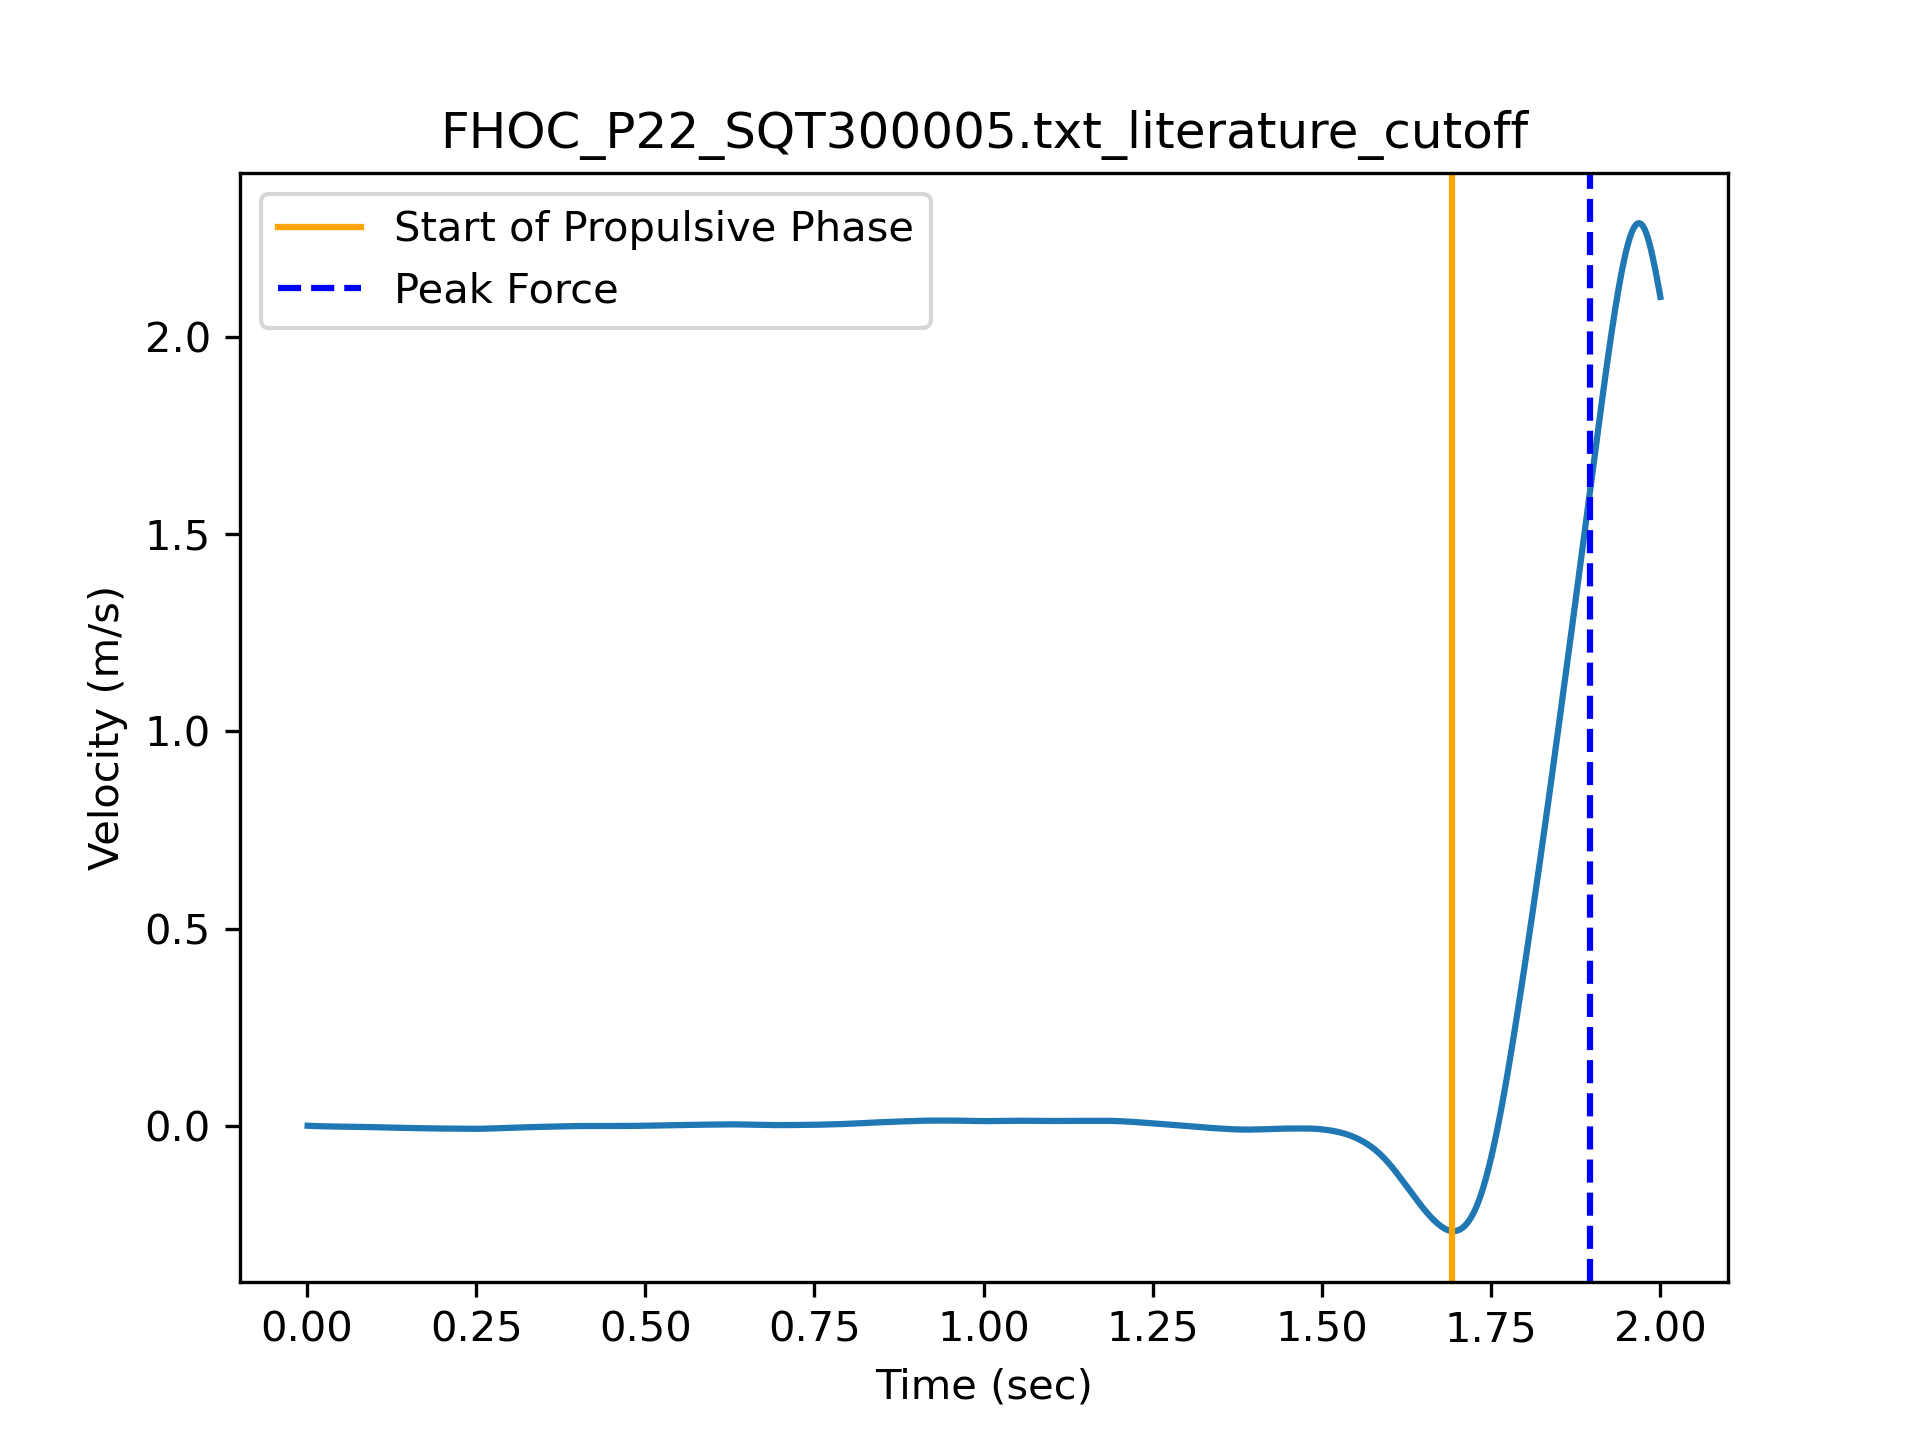 FHOC_P22_SQT300005.txt_literature_cutoff
Start of Propulsive Phase
Peak Force
2.0
1.5
1.0
0.5
0.0
Velocity (m/s)
0.00 0.25 0.50 0.75 1.00 1.25 1.50 1.75 2.00
Time (sec)